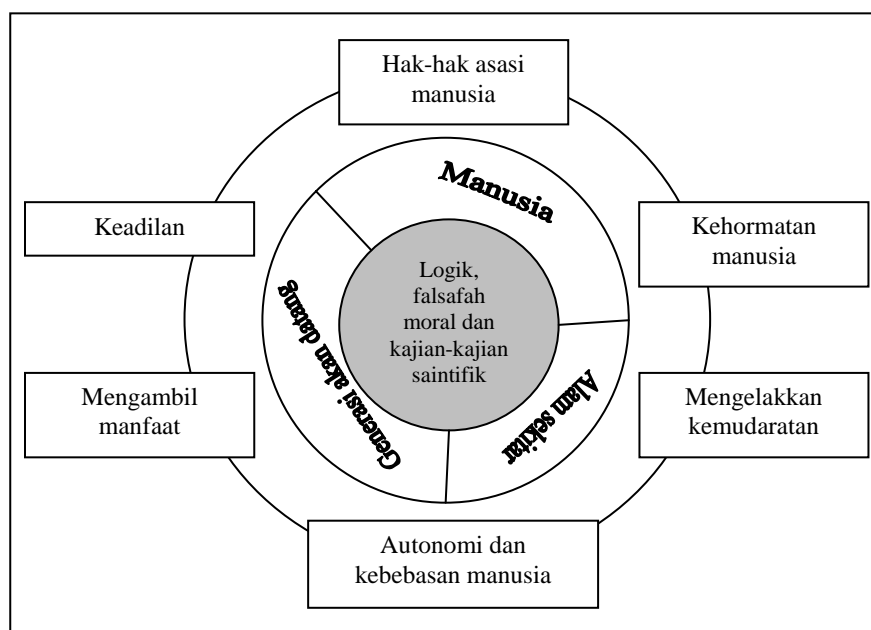 Hak-hak asasi
manusia
Manusia
Keadilan
Kehormatan
manusia
Logik,
falsafah
moral dan
kajian-kajian
saintifik
Generasi akan datang
Alam sekitar
Mengambil
manfaat
Mengelakkan
kemudaratan
Autonomi dan
kebebasan manusia